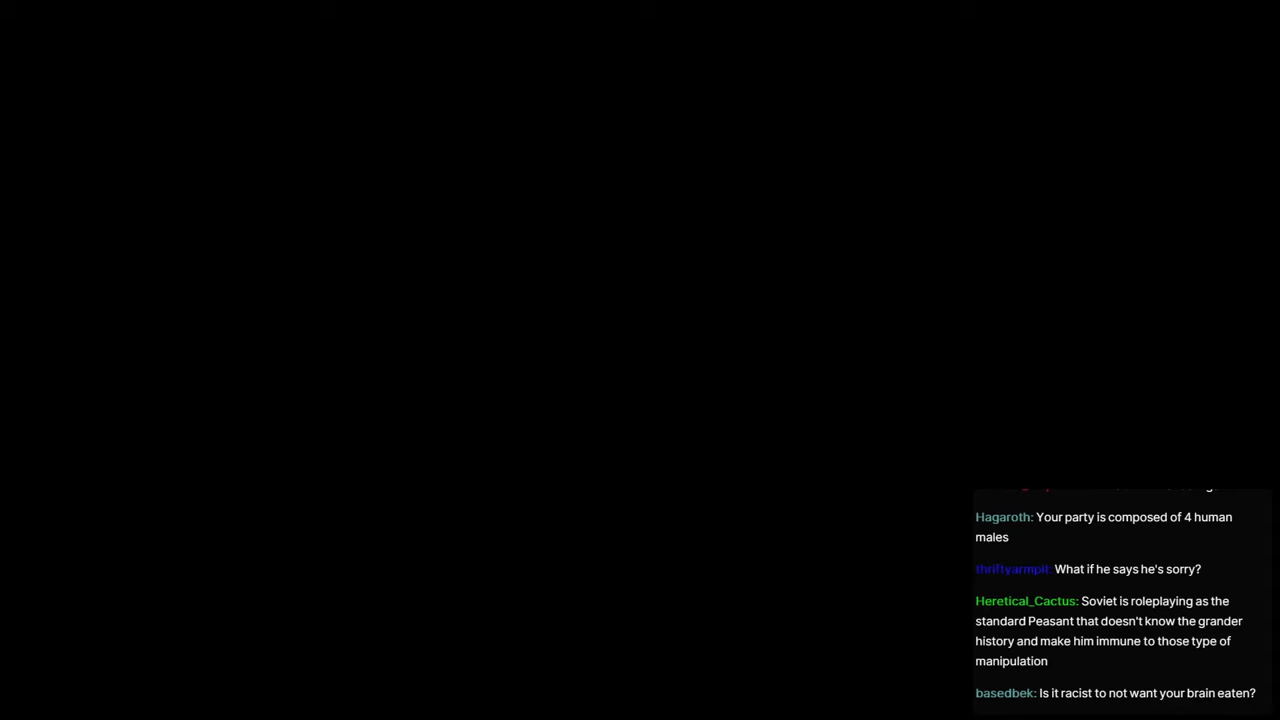 Hagaroth: Your party is composed of 4 human
males
thriftyarmpit: What if he says he's sorry?
Heretical_Cactus: Soviet is roleplaying as the
standard Peasant that doesn't know the grander
history and make him immune to those type of
manipulation
basedbek: Is it racist to not want your brain eaten?